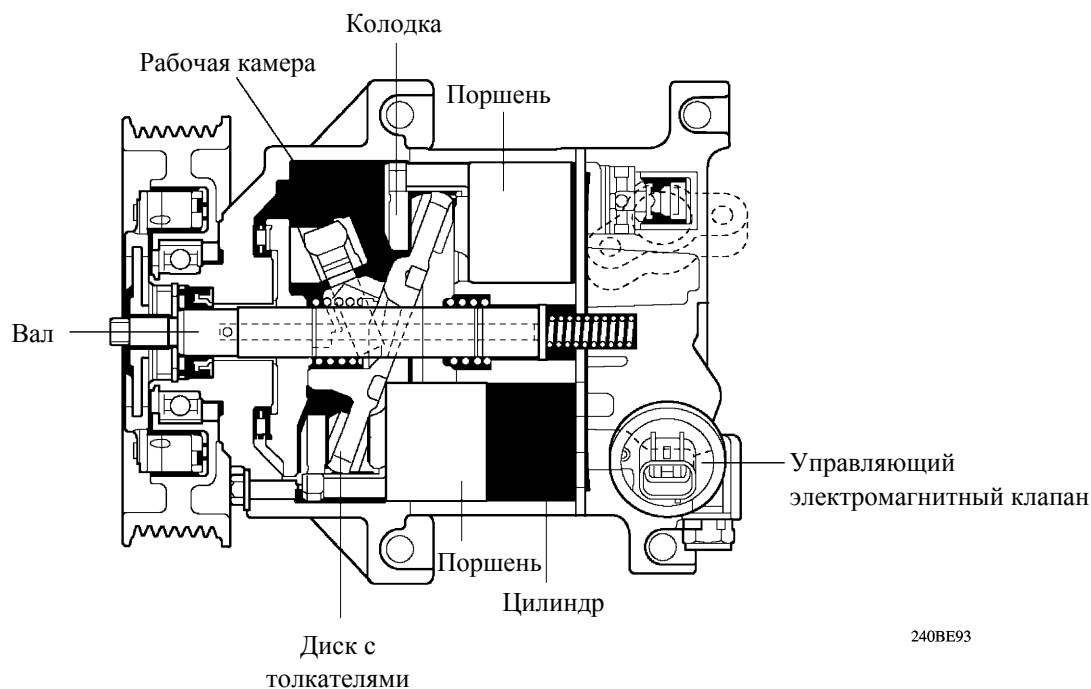 Колодка
Рабочая камера
Поршень
Вал
Управляющий
электромагнитный клапан
Поршень
Цилиндр
Диск с
толкателями
240BE93